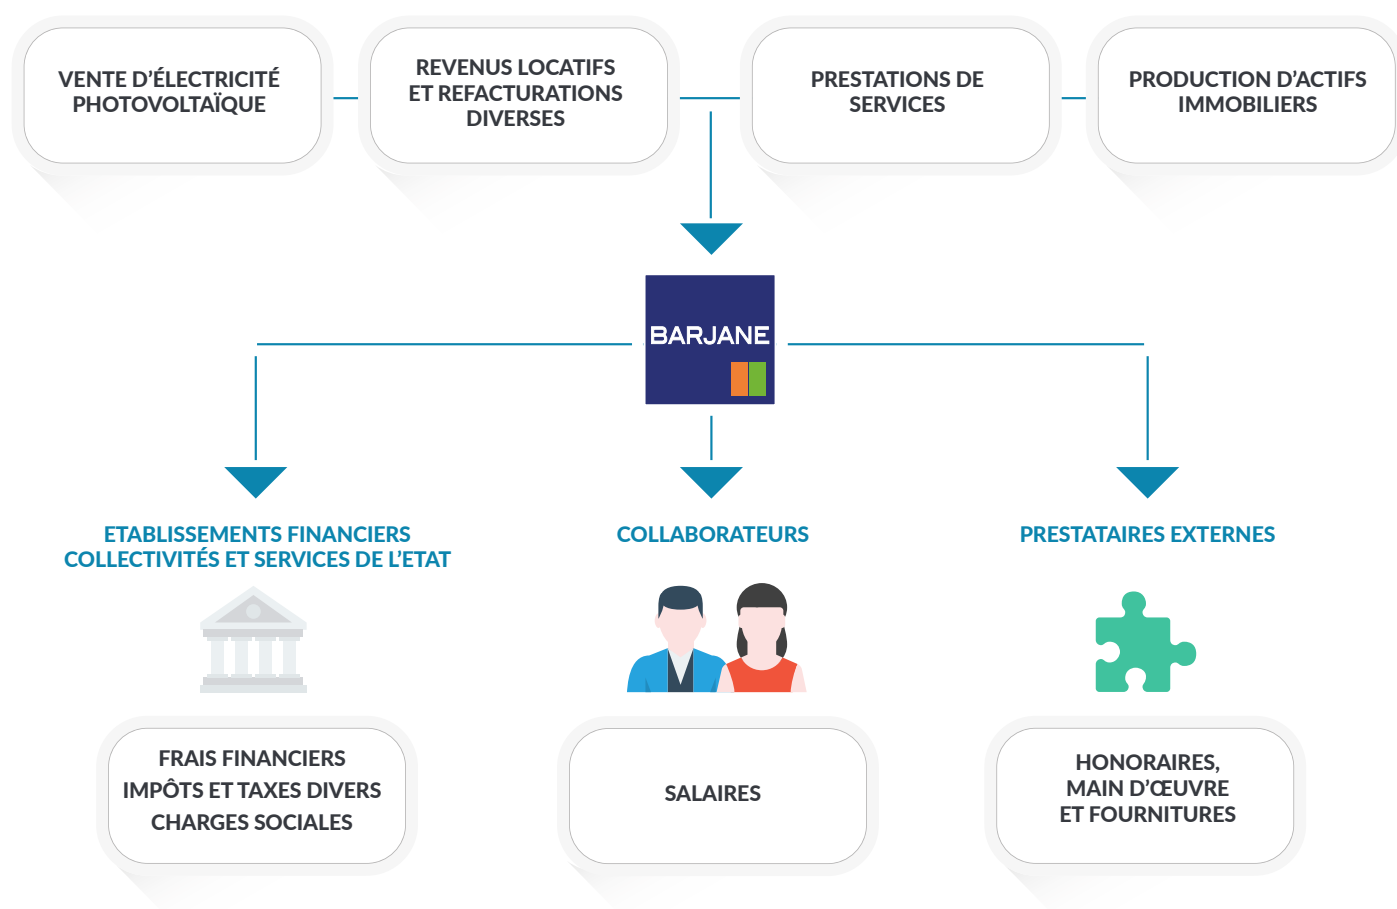 VENTE D’ÉLECTRICITÉ
PHOTOVOLTAÏQUE
REVENUS LOCATIFS
ET REFACTURATIONS
DIVERSES
PRESTATIONS DE
SERVICES
PRODUCTION D’ACTIFS
IMMOBILIERS
BARJANE
ETABLISSEMENTS FINANCIERS
COLLECTIVITÉS ET SERVICES DE L’ETAT
COLLABORATEURS
PRESTATAIRES EXTERNES
FRAIS FINANCIERS
IMPÔTS ET TAXES DIVERS
CHARGES SOCIALES
SALAIRES
HONORAIRES,
MAIN D’ŒUVRE
ET FOURNITURES